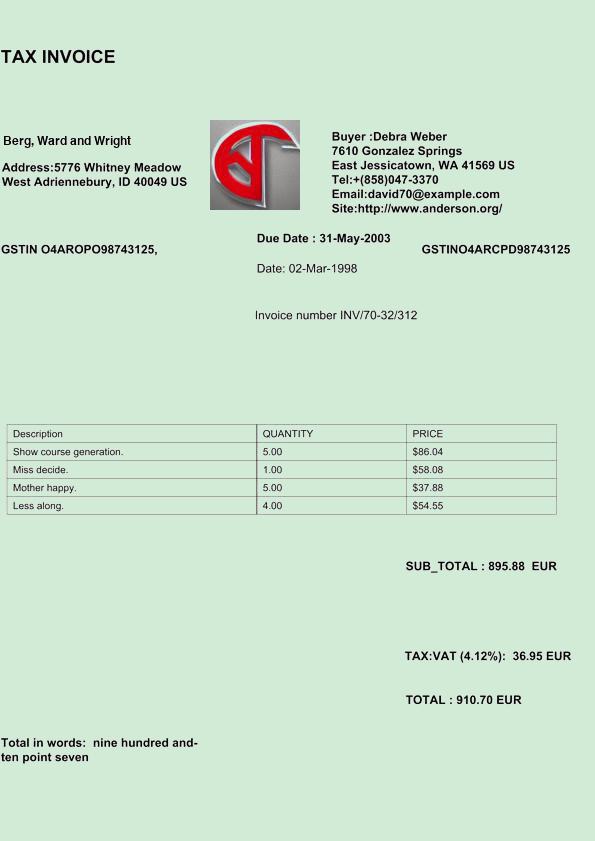 TAX INVOICE
Berg, Ward and Wright
Address:5776 Whitney Meadow
West Adriennebury, ID 40049 US
Buyer :Debra Weber
7610 Gonzalez Springs
East Jessicatown, WA 41569 US
Tel:+(858)047-3370
Email:david70@example.com
Site:http://www.anderson.org/
GSTIN O4AROPO98743125,
Due Date : 31-May-2003
GSTINO4ARCPD98743125
Date: 02-Mar-1998
Invoice number INV/70-32/312
Description QUANTITY PRICE
Show course generation. 5.00 $86.04
Miss decide. 1.00 $58.08
Mother happy. 5.00 $37.88
Less along. 4.00 $54.55
SUB_TOTAL : 895.88 EUR
TAX:VAT (4.12%): 36.95 EUR
TOTAL : 910.70 EUR
Total in words: nine hundred and-
ten point seven